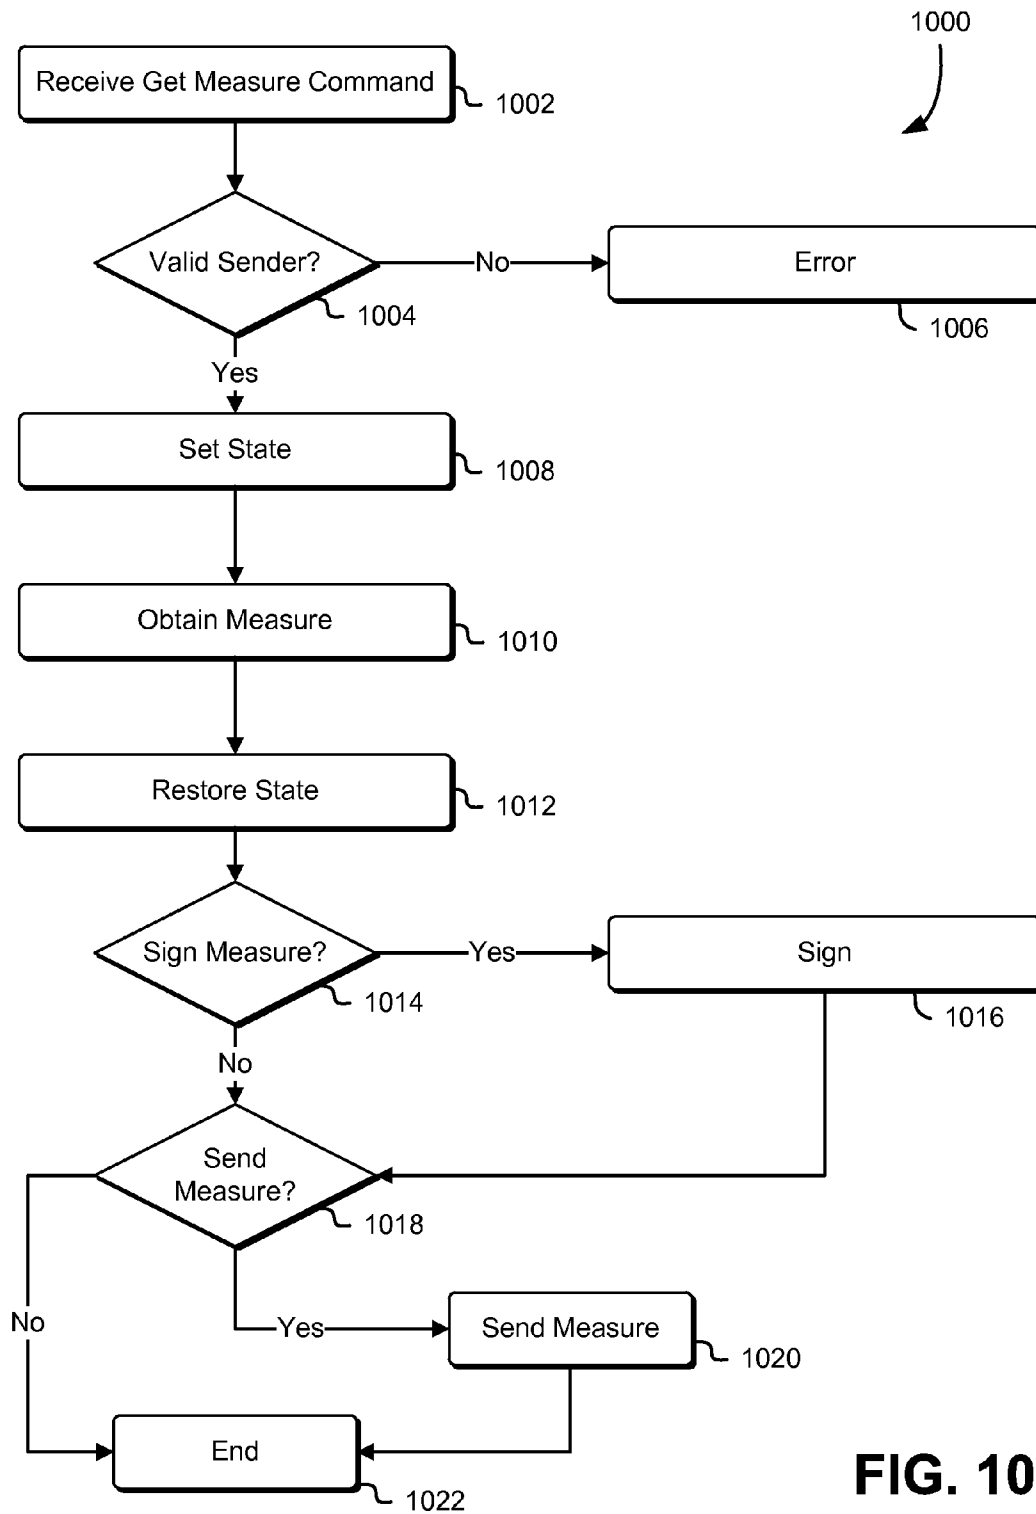 1000
Receive Get Measure Command
1002
Valid Sender?
1004
No
Error
1006
Yes
Set State
1008
Obtain Measure
1010
Restore State
1012
Sign Measure?
1014
Yes
Sign
1016
No
Send
Measure?
1018
No
Yes
Send Measure
1020
End
1022
FIG. 10